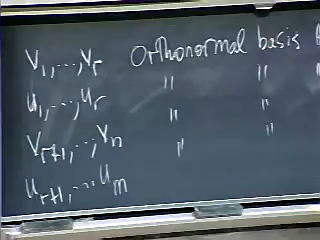 v₁,...,vᵣ orthonormal basis
u₁,...,uᵣ " "
vᵣ₊₁,...,vₙ " "
uᵣ₊₁,...uₘ " "